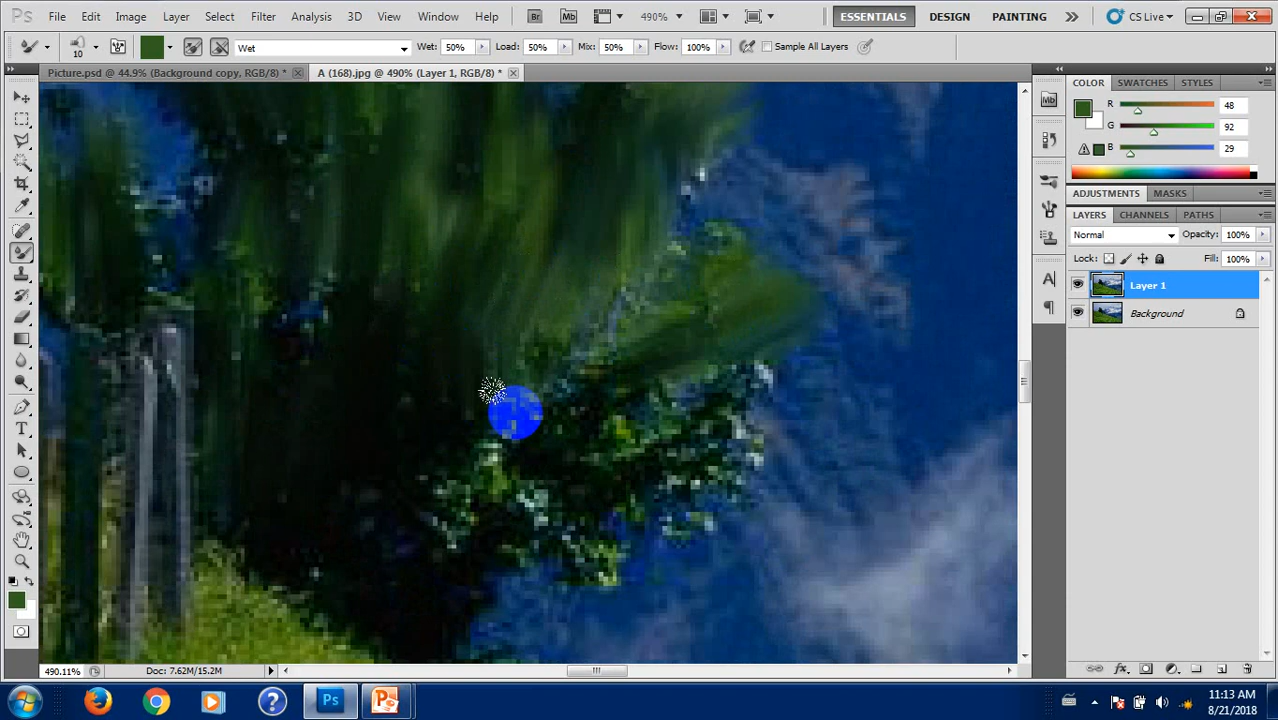 Ps File Edit Image Layer Select Filter Analysis 3D View Window Help Br Mb 490% ESSENTIALS DESIGN PAINTING CS Live
10 Wet Wet: 50% Load: 50% Mix: 50% Flow: 100% Sample All Layers
Picture.psd @ 44.9% (Background copy, RGB/8) * A (168).jpg @ 490% (Layer 1, RGB/8) *
COLOR SWATCHES STYLES
Mb
R 48
G 92
B 29
ADJUSTMENTS MASKS
LAYERS CHANNELS PATHS
Normal Opacity: 100%
Lock: Fill: 100%
Layer 1
Background
490.11% Doc: 7.62M/15.2M
Ps
11:13 AM
8/21/2018